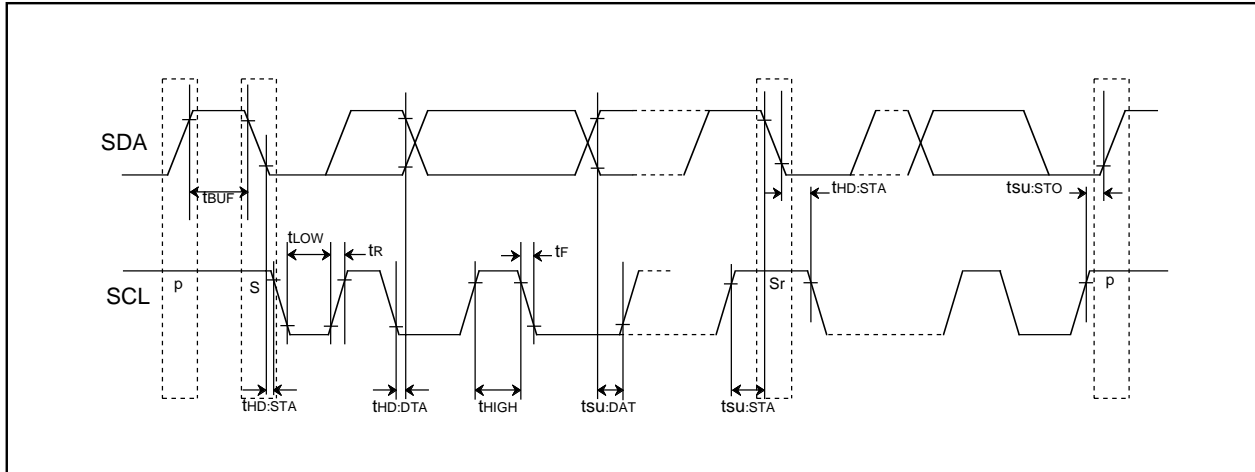 SDA
tBUF
tHD:STA
tsu:STO
tLOW
tR
tF
SCL
p
S
Sr
p
tHD:STA
tHD:DTA
tHIGH
tsu:DAT
tsu:STA